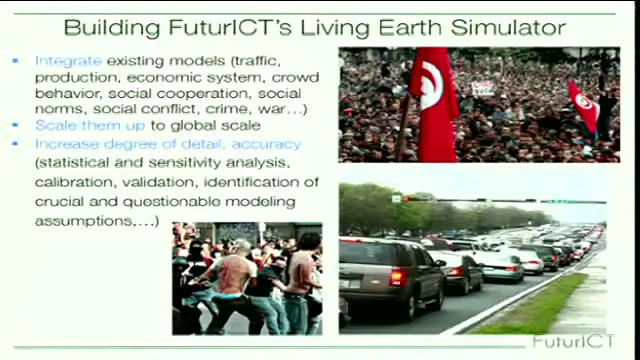 Building FuturICT's Living Earth Simulator
Integrate existing models (traffic,
production, economic system, crowd
behavior, social cooperation, social
norms, social conflict, crime, war...)
Scale them up to global scale
Increase degree of detail, accuracy
(statistical and sensitivity analysis,
calibration, validation, identification of
crucial and questionable modeling
assumptions,...)
FuturICT